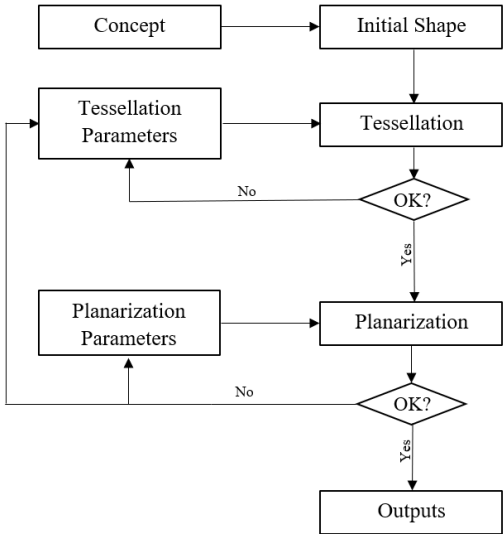 Concept
Initial Shape
Tessellation
Parameters
Tessellation
No
OK?
Yes
Planarization
Parameters
Planarization
No
OK?
Yes
Outputs